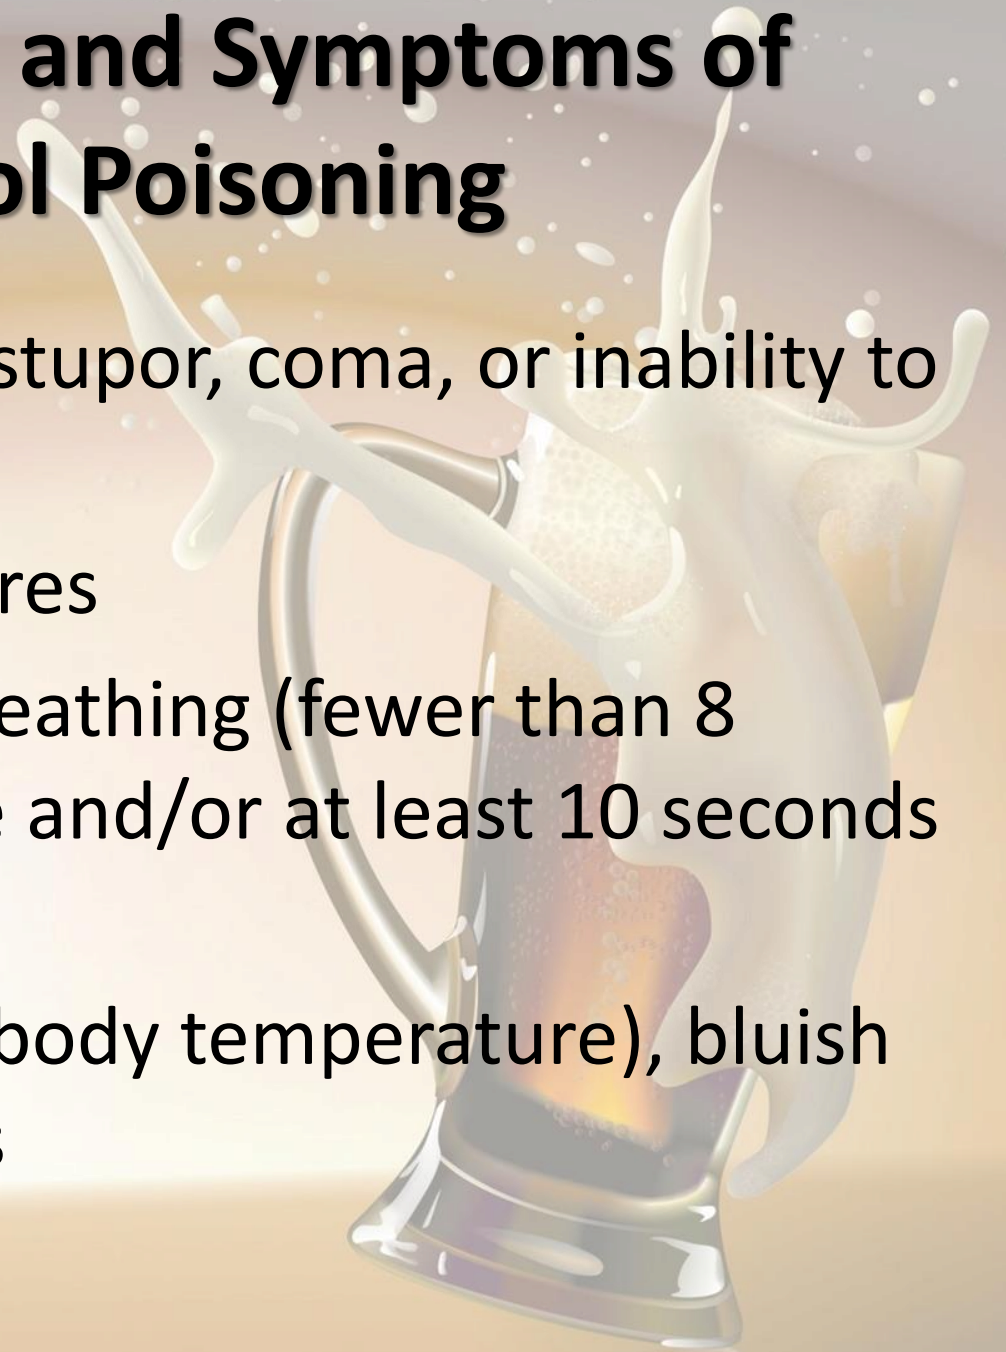 and Symptoms of
ol Poisoning
stupor, coma, or inability to
res
eathing (fewer than 8
e and/or at least 10 seconds
body temperature), bluish
s